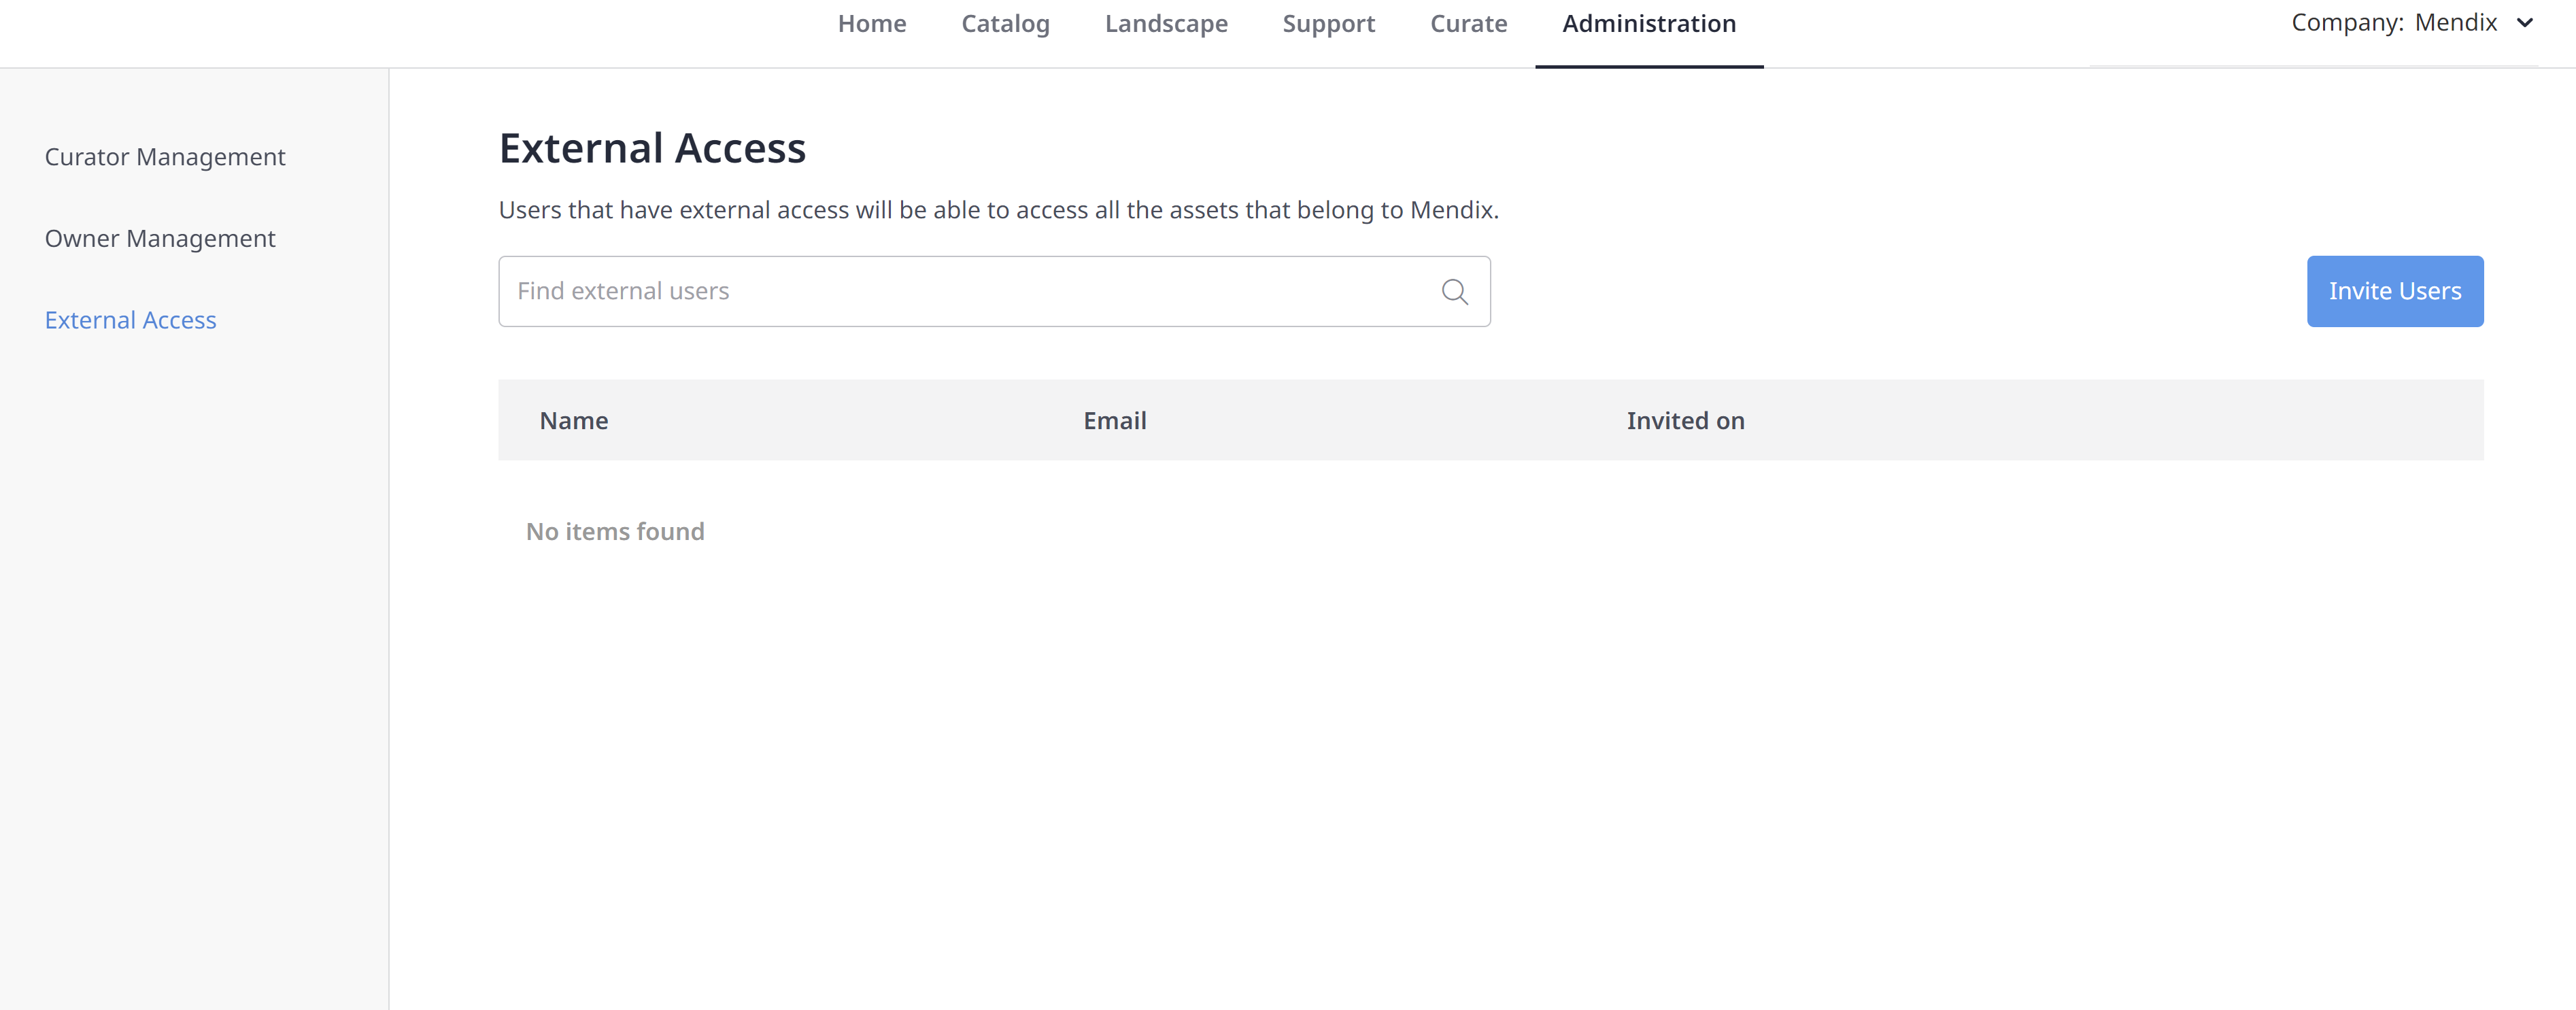 Home Catalog Landscape Support Curate Administration Company: Mendix
Curator Management
Owner Management
External Access
External Access
Users that have external access will be able to access all the assets that belong to Mendix.
Find external users
Invite Users
Name Email Invited on
No items found